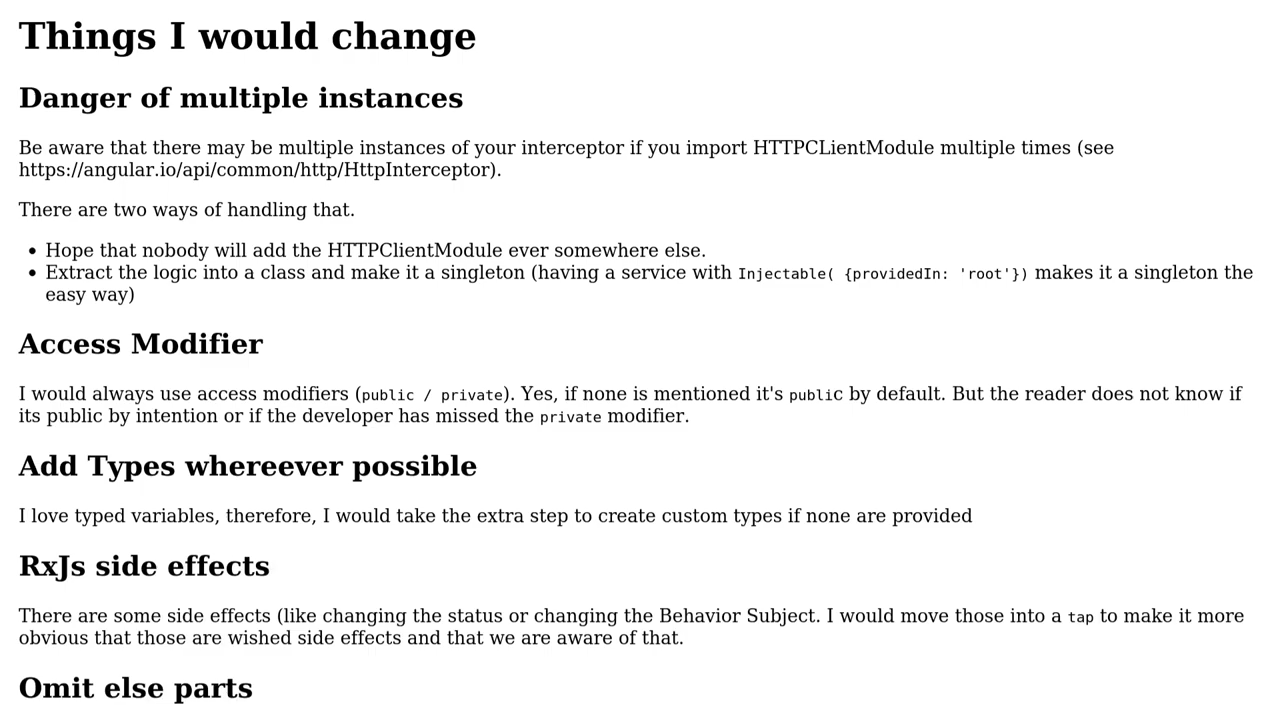 Things I would change
Danger of multiple instances
Be aware that there may be multiple instances of your interceptor if you import HTTPCLientModule multiple times (see
https://angular.io/api/common/http/HttpInterceptor).
There are two ways of handling that.
• Hope that nobody will add the HTTPClientModule ever somewhere else.
• Extract the logic into a class and make it a singleton (having a service with Injectable( {providedIn: 'root'}) makes it a singleton the
easy way)
Access Modifier
I would always use access modifiers (public / private). Yes, if none is mentioned it's public by default. But the reader does not know if
its public by intention or if the developer has missed the private modifier.
Add Types whereever possible
I love typed variables, therefore, I would take the extra step to create custom types if none are provided
RxJs side effects
There are some side effects (like changing the status or changing the Behavior Subject. I would move those into a tap to make it more
obvious that those are wished side effects and that we are aware of that.
Omit else parts